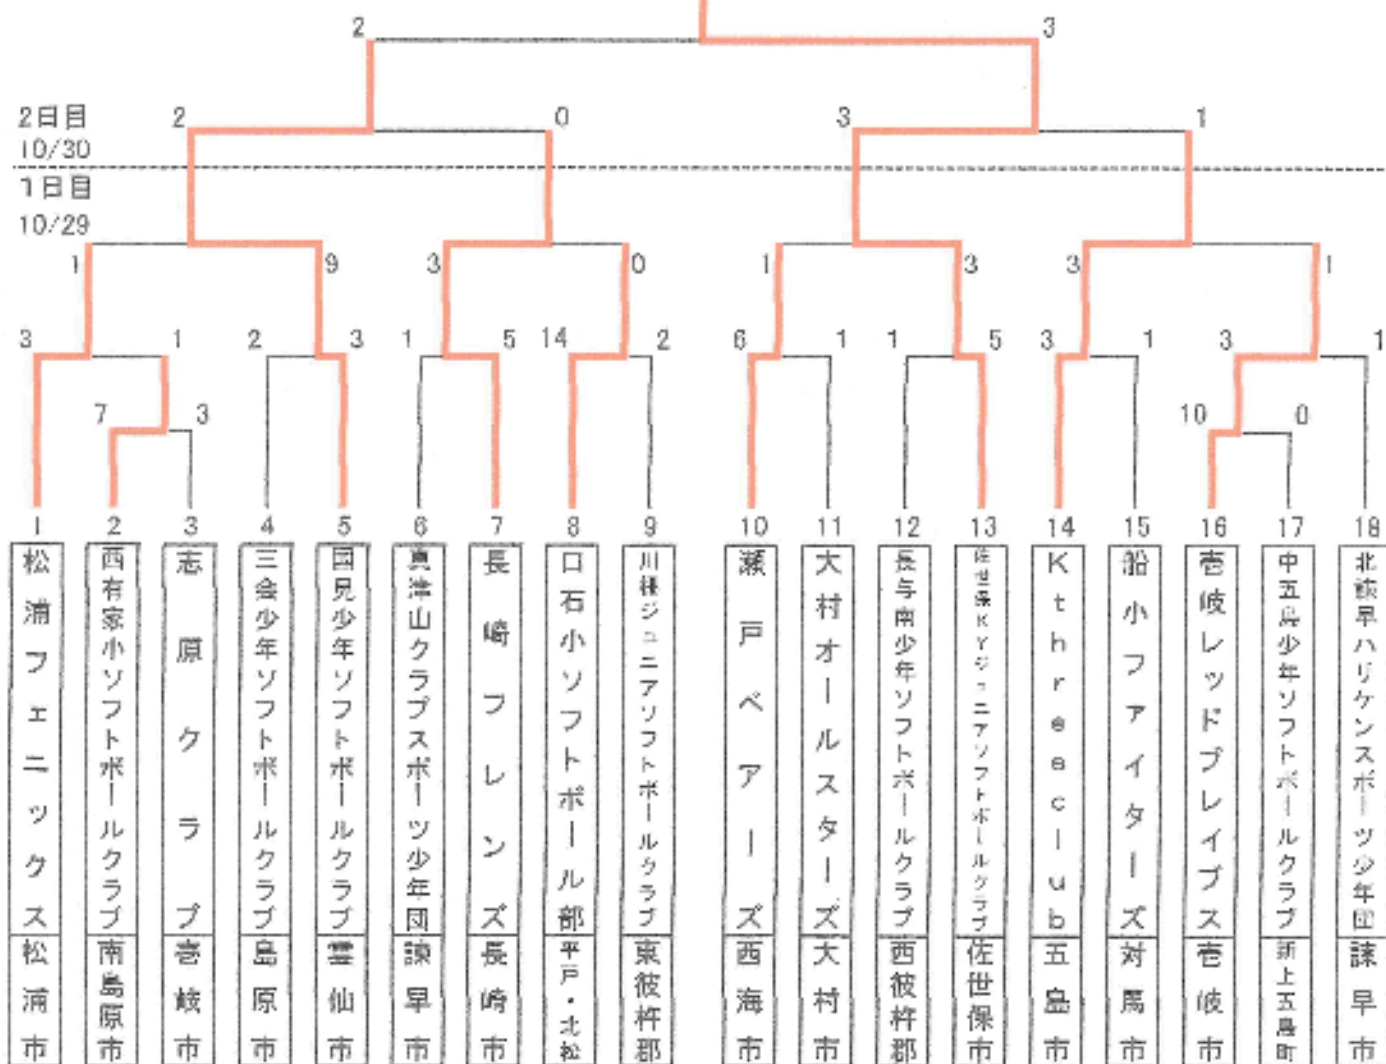 2 3
2日目 2 0 3 1
10/30
1日目
10/29
1 9 3 0 1 3 3 1
3 1 2 3 1 5 14 2 6 1 1 5 3 1 3 1
7 3 10 0
1 2 3 4 5 6 7 8 9 10 11 12 13 14 15 16 17 18
松浦フェニックス
松浦市
西有家小ソフトボールクラブ
南島原市
志原クラブ
壱岐市
三会少年ソフトボールクラブ
島原市
国見少年ソフトボールクラブ
雲仙市
真津山クラブスポーツ少年団
諫早市
長崎フレンズ
長崎市
口石小ソフトボール部
平戸・北松
川棚ジュニアソフトボールクラブ
東彼杵郡
瀬戸ベアーズ
西海市
大村オールスターズ
大村市
長与南少年ソフトボールクラブ
西彼杵郡
佐世保KYジュニアソフトボールクラブ
佐世保市
Kthreeclub
五島市
船小ファイターズ
対馬市
壱岐レッドブレイブス
壱岐市
中五島少年ソフトボールクラブ
新上五島町
北諫早ハリケンスポーツ少年団
諫早市